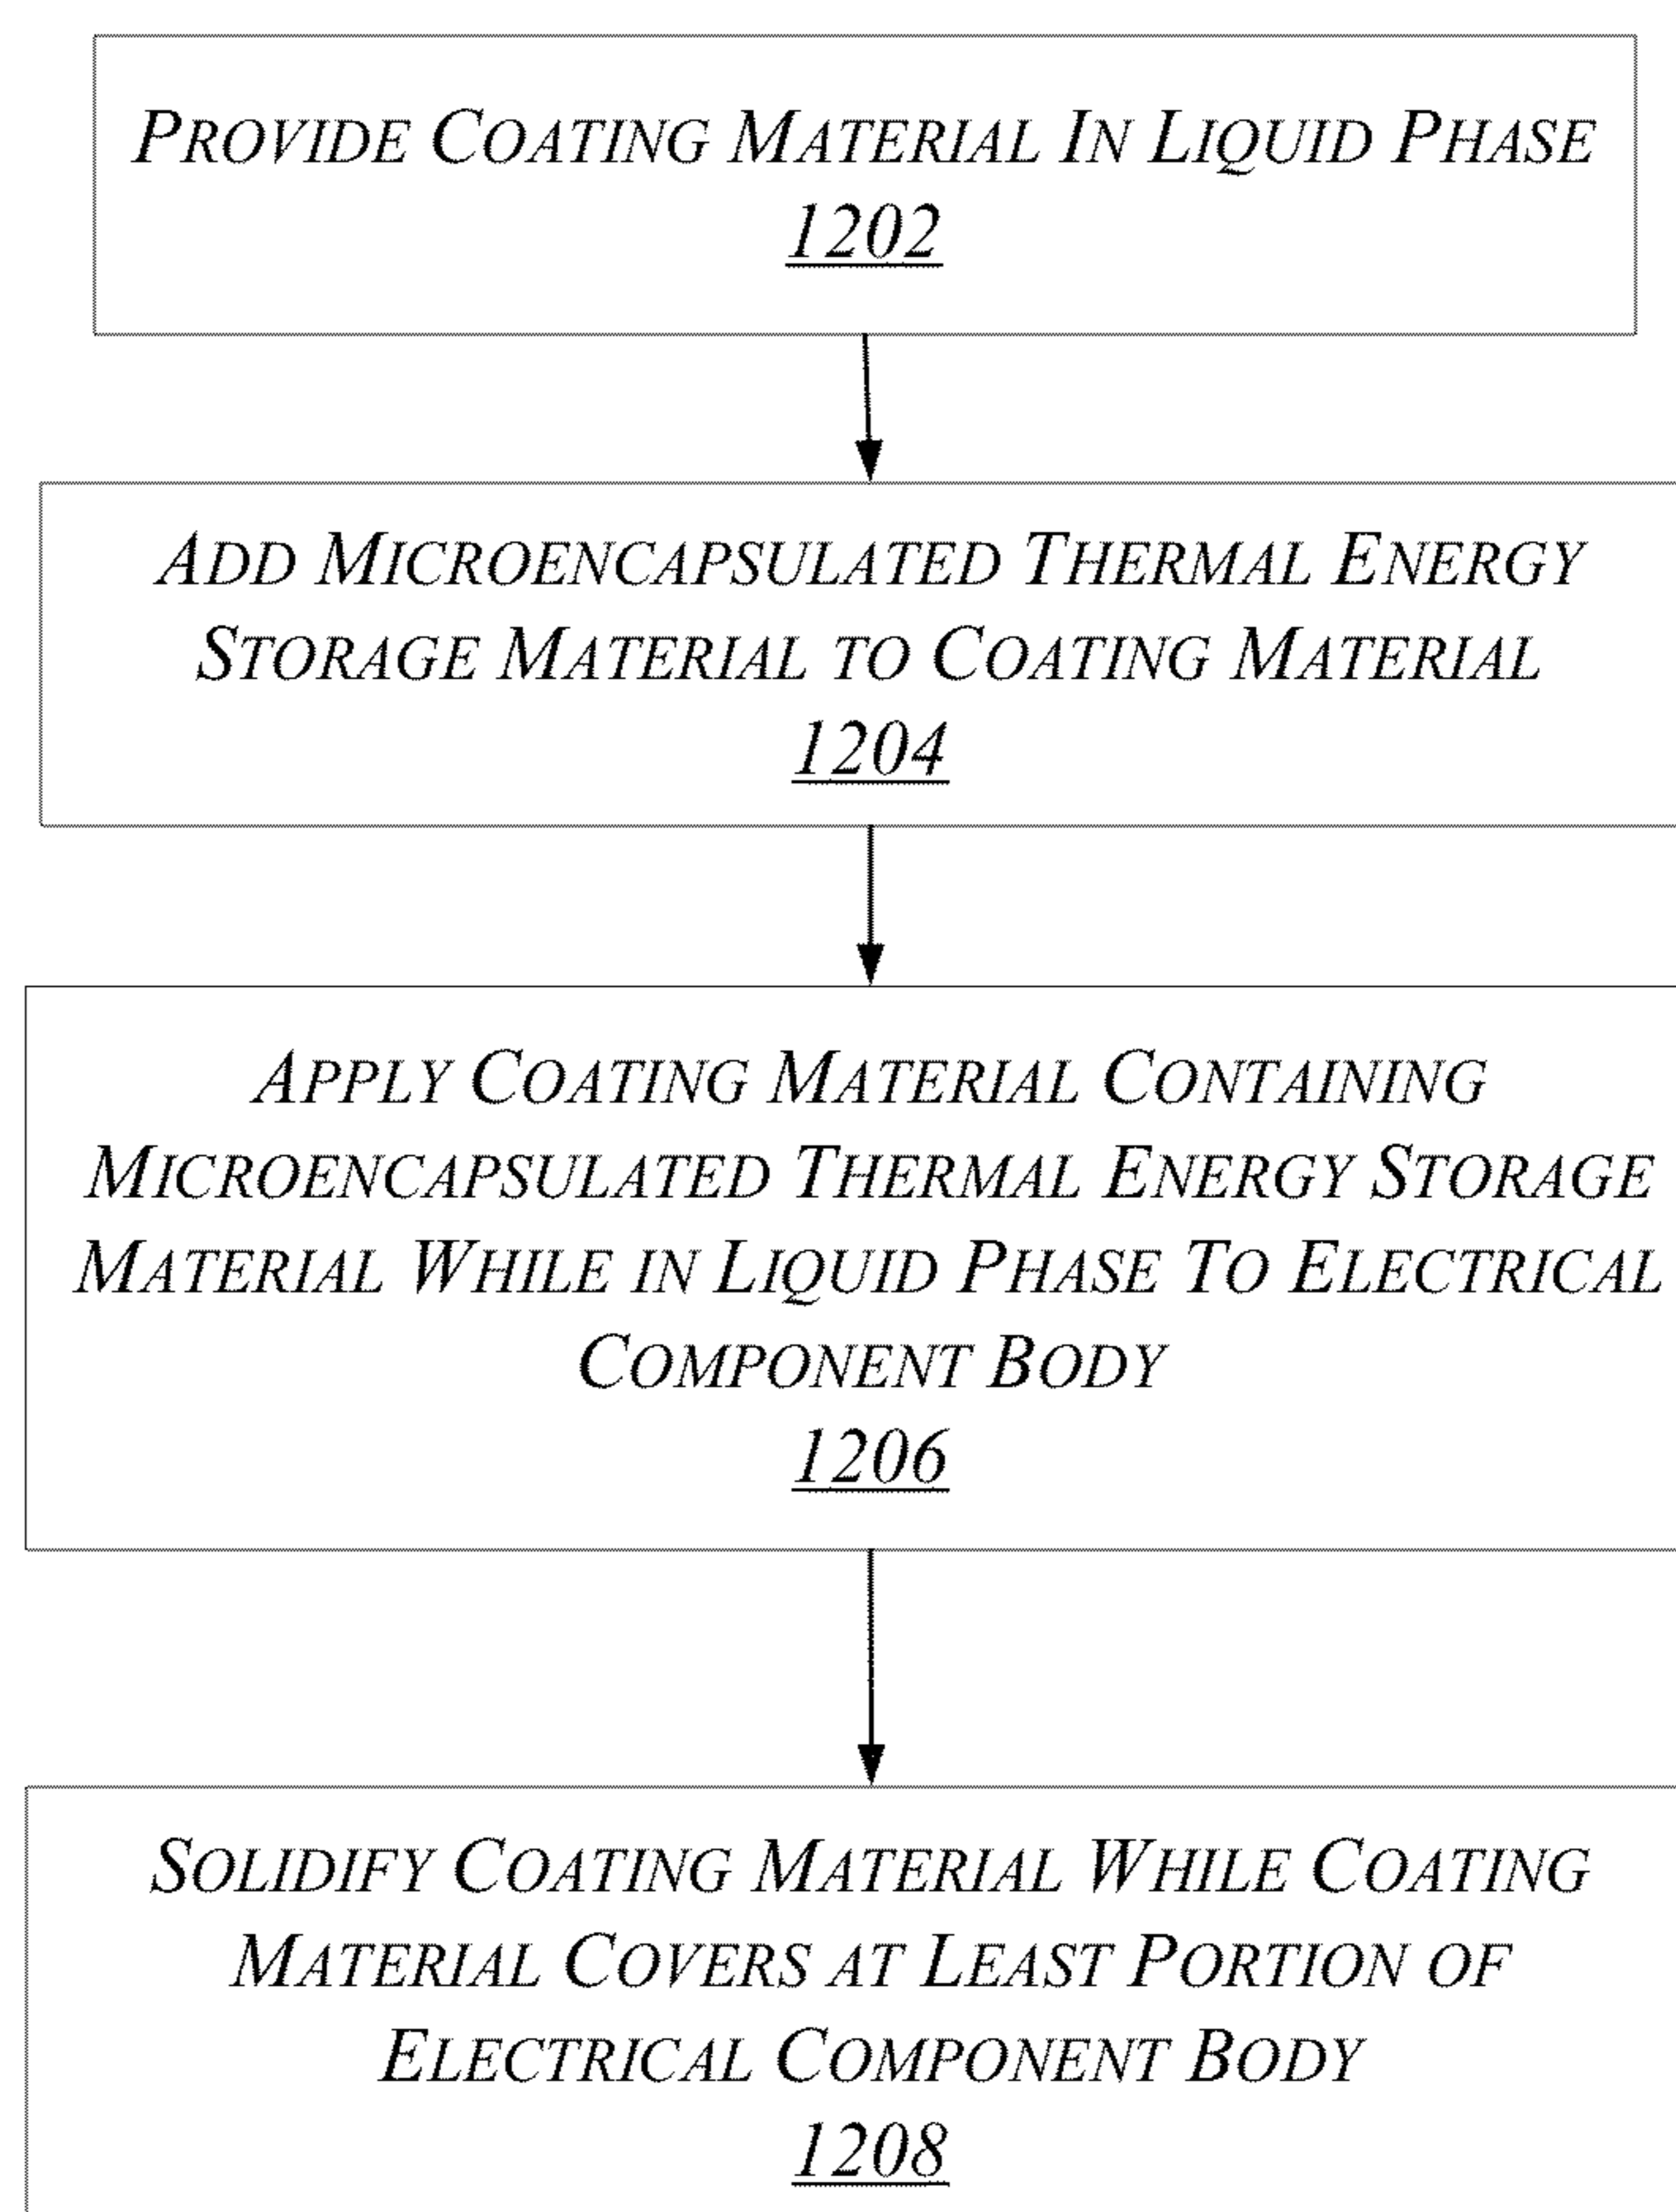 PROVIDE COATING MATERIAL IN LIQUID PHASE
1202
ADD MICROENCAPSULATED THERMAL ENERGY
STORAGE MATERIAL TO COATING MATERIAL
1204
APPLY COATING MATERIAL CONTAINING
MICROENCAPSULATED THERMAL ENERGY STORAGE
MATERIAL WHILE IN LIQUID PHASE TO ELECTRICAL
COMPONENT BODY
1206
SOLIDIFY COATING MATERIAL WHILE COATING
MATERIAL COVERS AT LEAST PORTION OF
ELECTRICAL COMPONENT BODY
1208